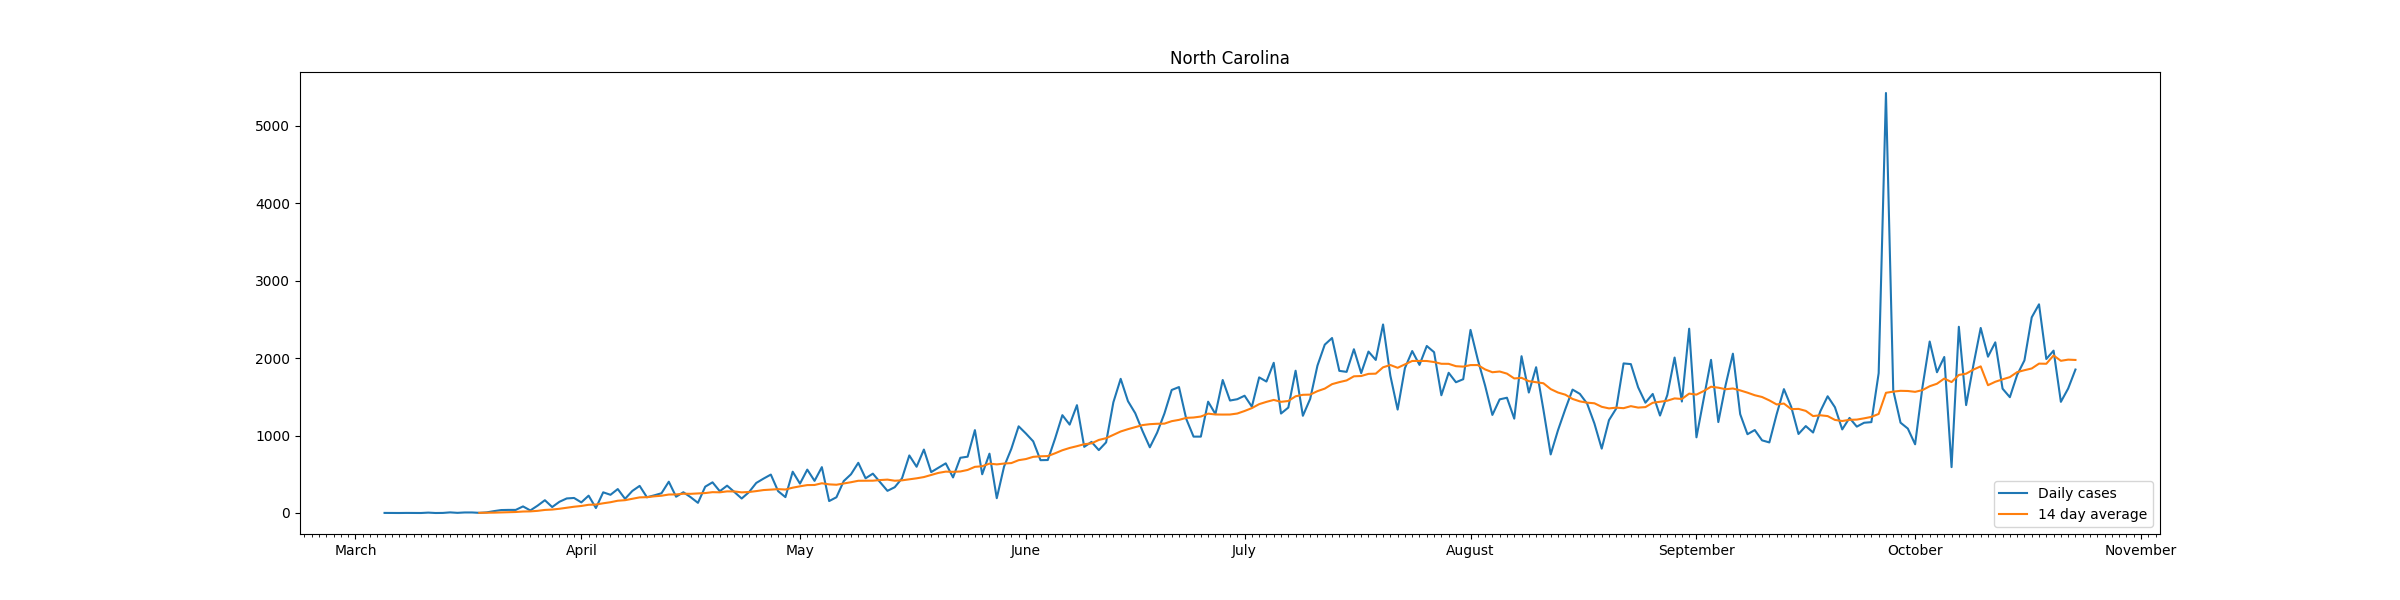 North Carolina
5000
4000
3000
2000
1000
0
Daily cases
14 day average
March April May June July August September October November